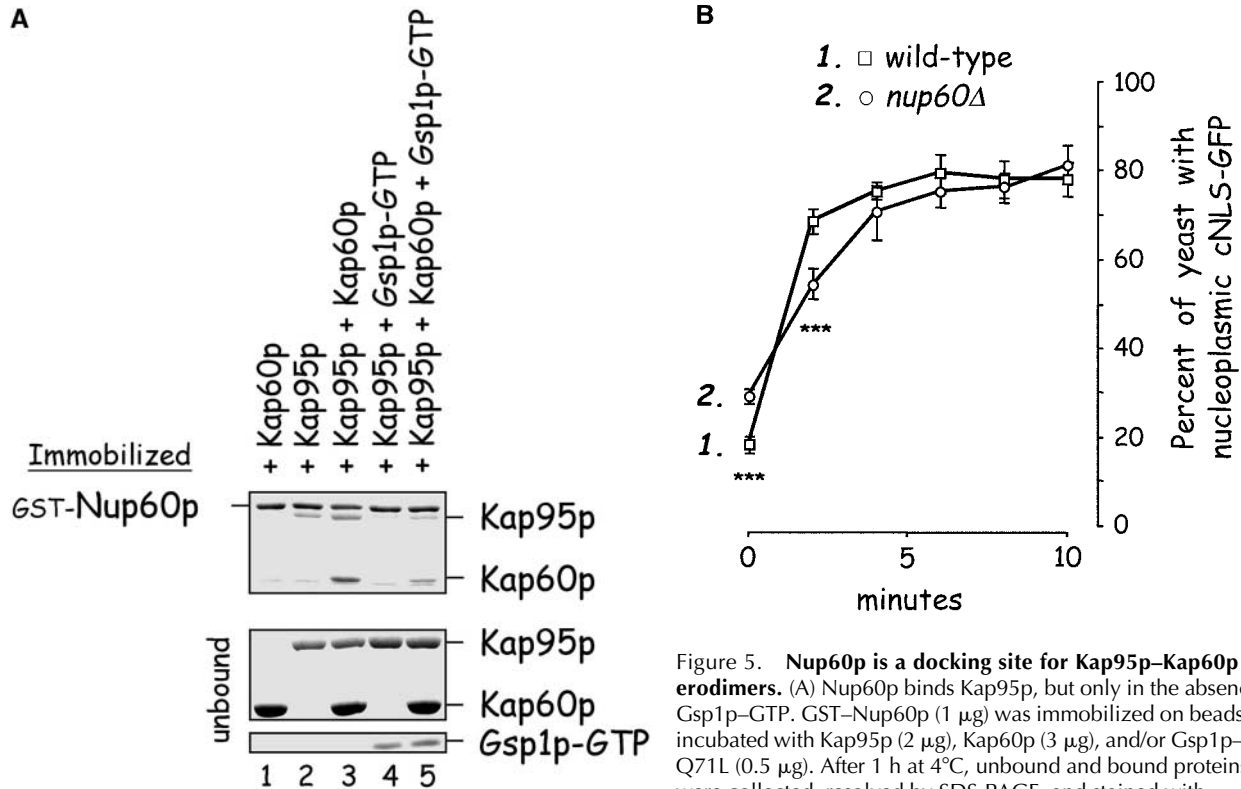 A
+ Kap60p
+ Kap95p
+ Kap95p + Kap60p
+ Kap95p + Gsp1p-GTP
+ Kap95p + Kap60p + Gsp1p-GTP
Immobilized
GST-Nup60p
Kap95p
Kap60p
unbound
Kap95p
Kap60p
Gsp1p-GTP
1 2 3 4 5
B
1. □ wild-type
2. ○ nup60Δ
100
80
60
40
20
0
Percent of yeast with
nucleoplasmic cNLS-GFP
2.
1.
***
***
0 5 10
minutes
Figure 5. Nup60p is a docking site for Kap95p–Kap60p
erodimers. (A) Nup60p binds Kap95p, but only in the absenc
Gsp1p–GTP. GST–Nup60p (1 μg) was immobilized on beads
incubated with Kap95p (2 μg), Kap60p (3 μg), and/or Gsp1p–
Q71L (0.5 μg). After 1 h at 4°C, unbound and bound proteins